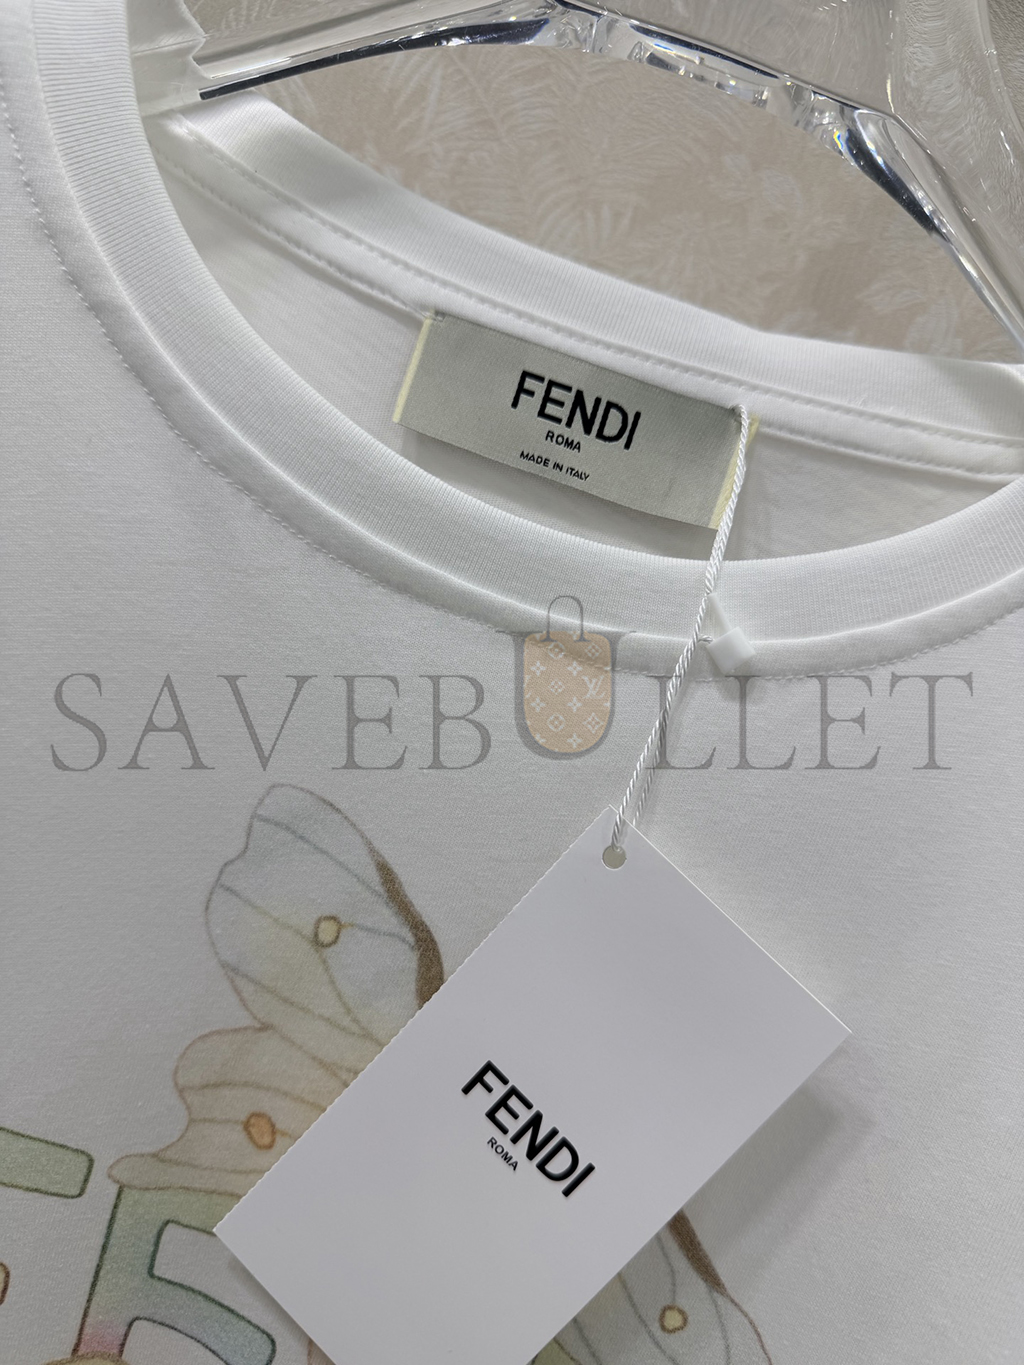 FENDI
ROMA
MADE IN ITALY
SAVEBULLET
FENDI
ROMA